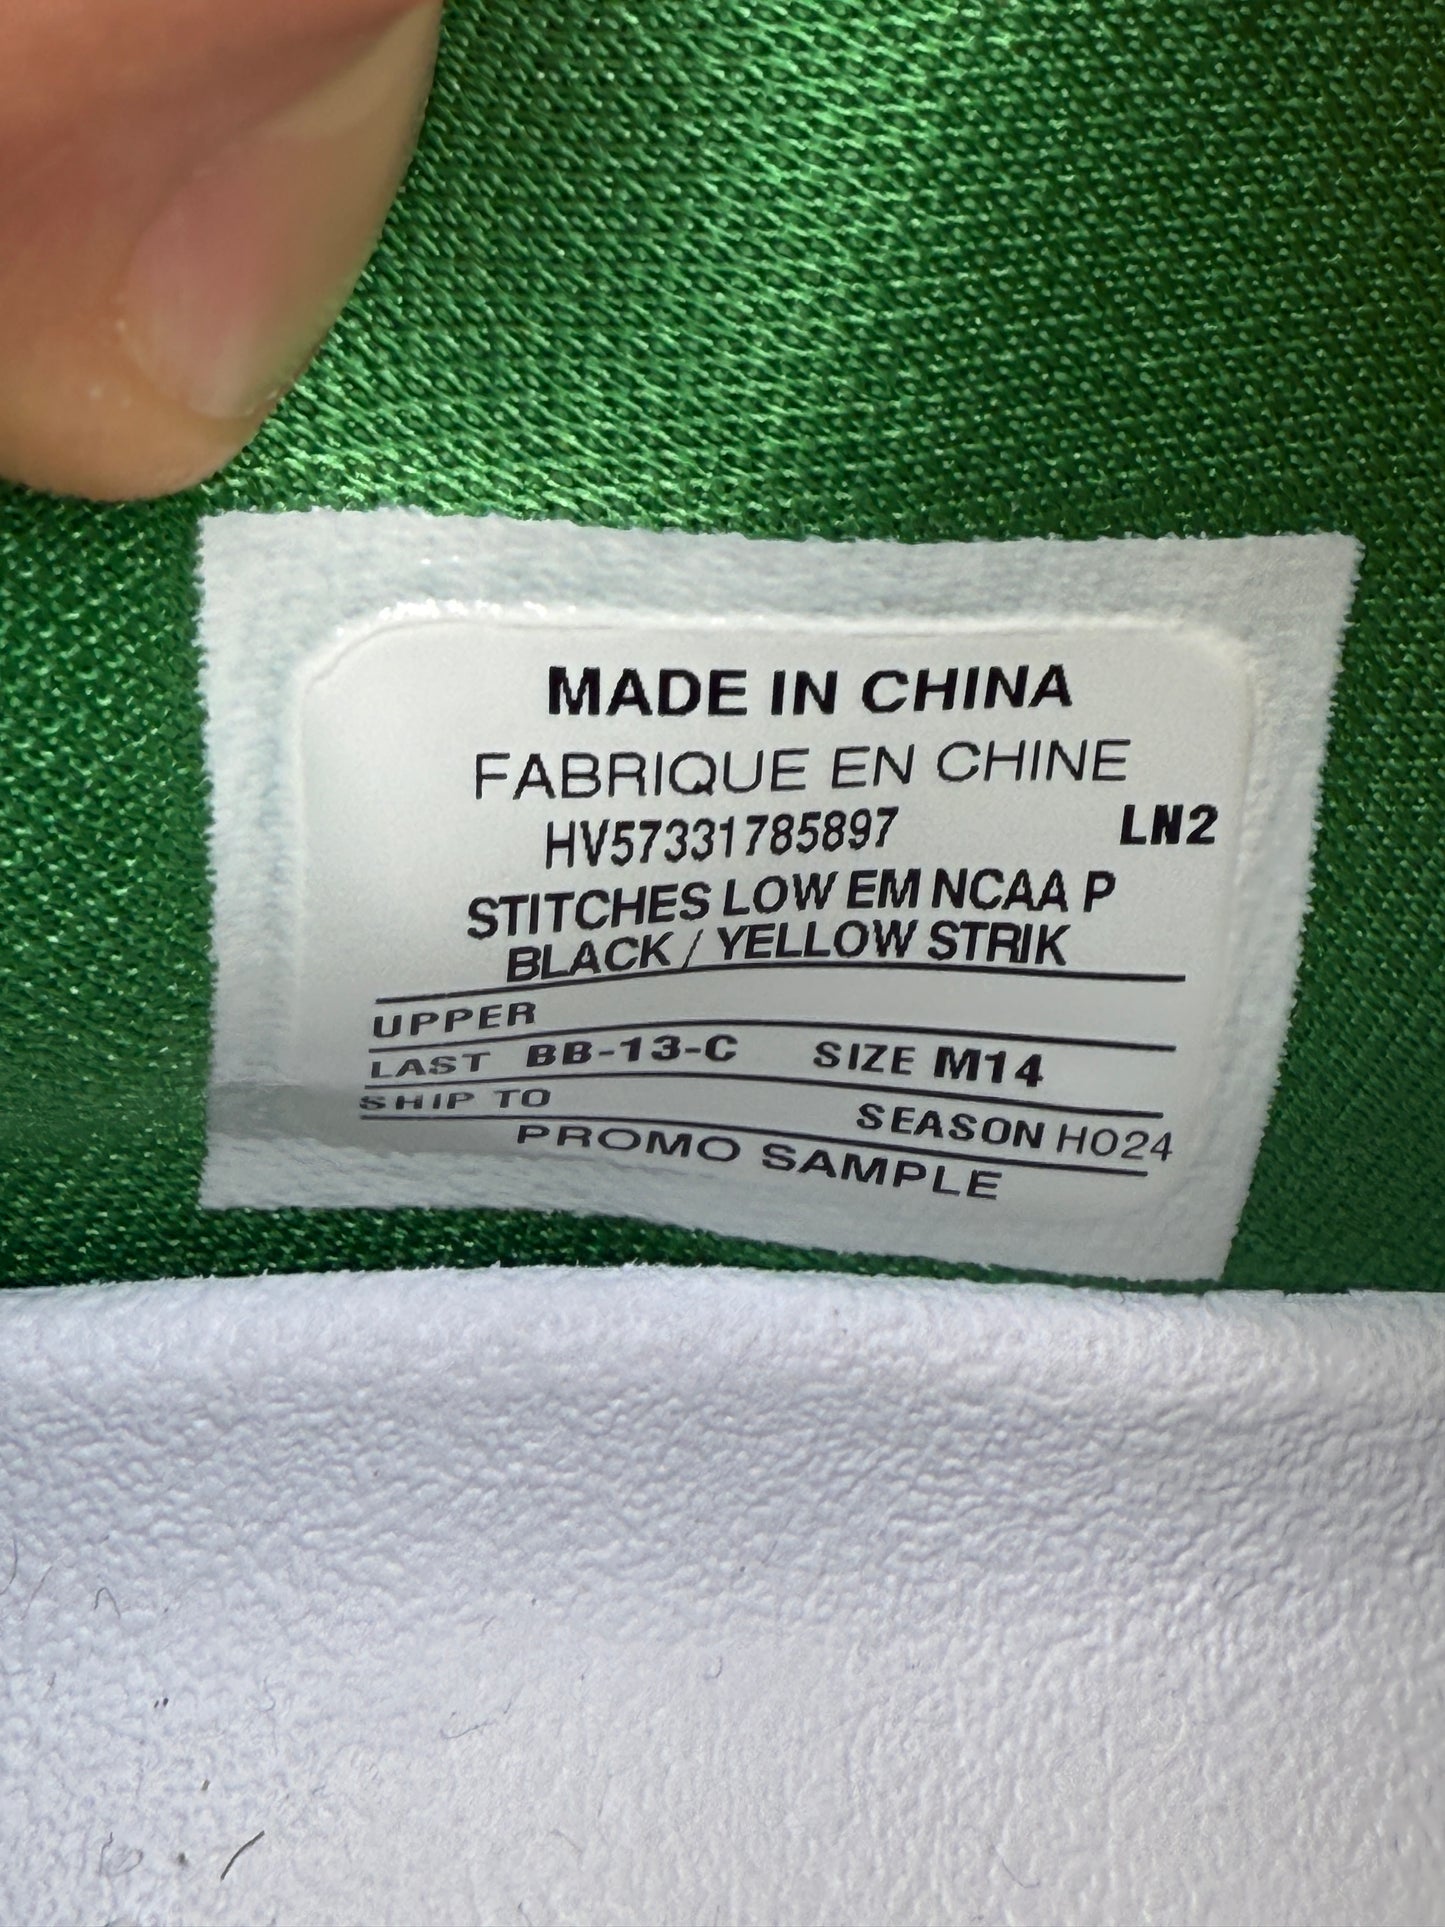 MADE IN CHINA
FABRIQUE EN CHINE
HV57331785897 LN2
STITCHES LOW EM NCAA P
BLACK / YELLOW STRIK
UPPER
LAST BB-13-C SIZE M14
SHIP TO SEASON HO24
PROMO SAMPLE